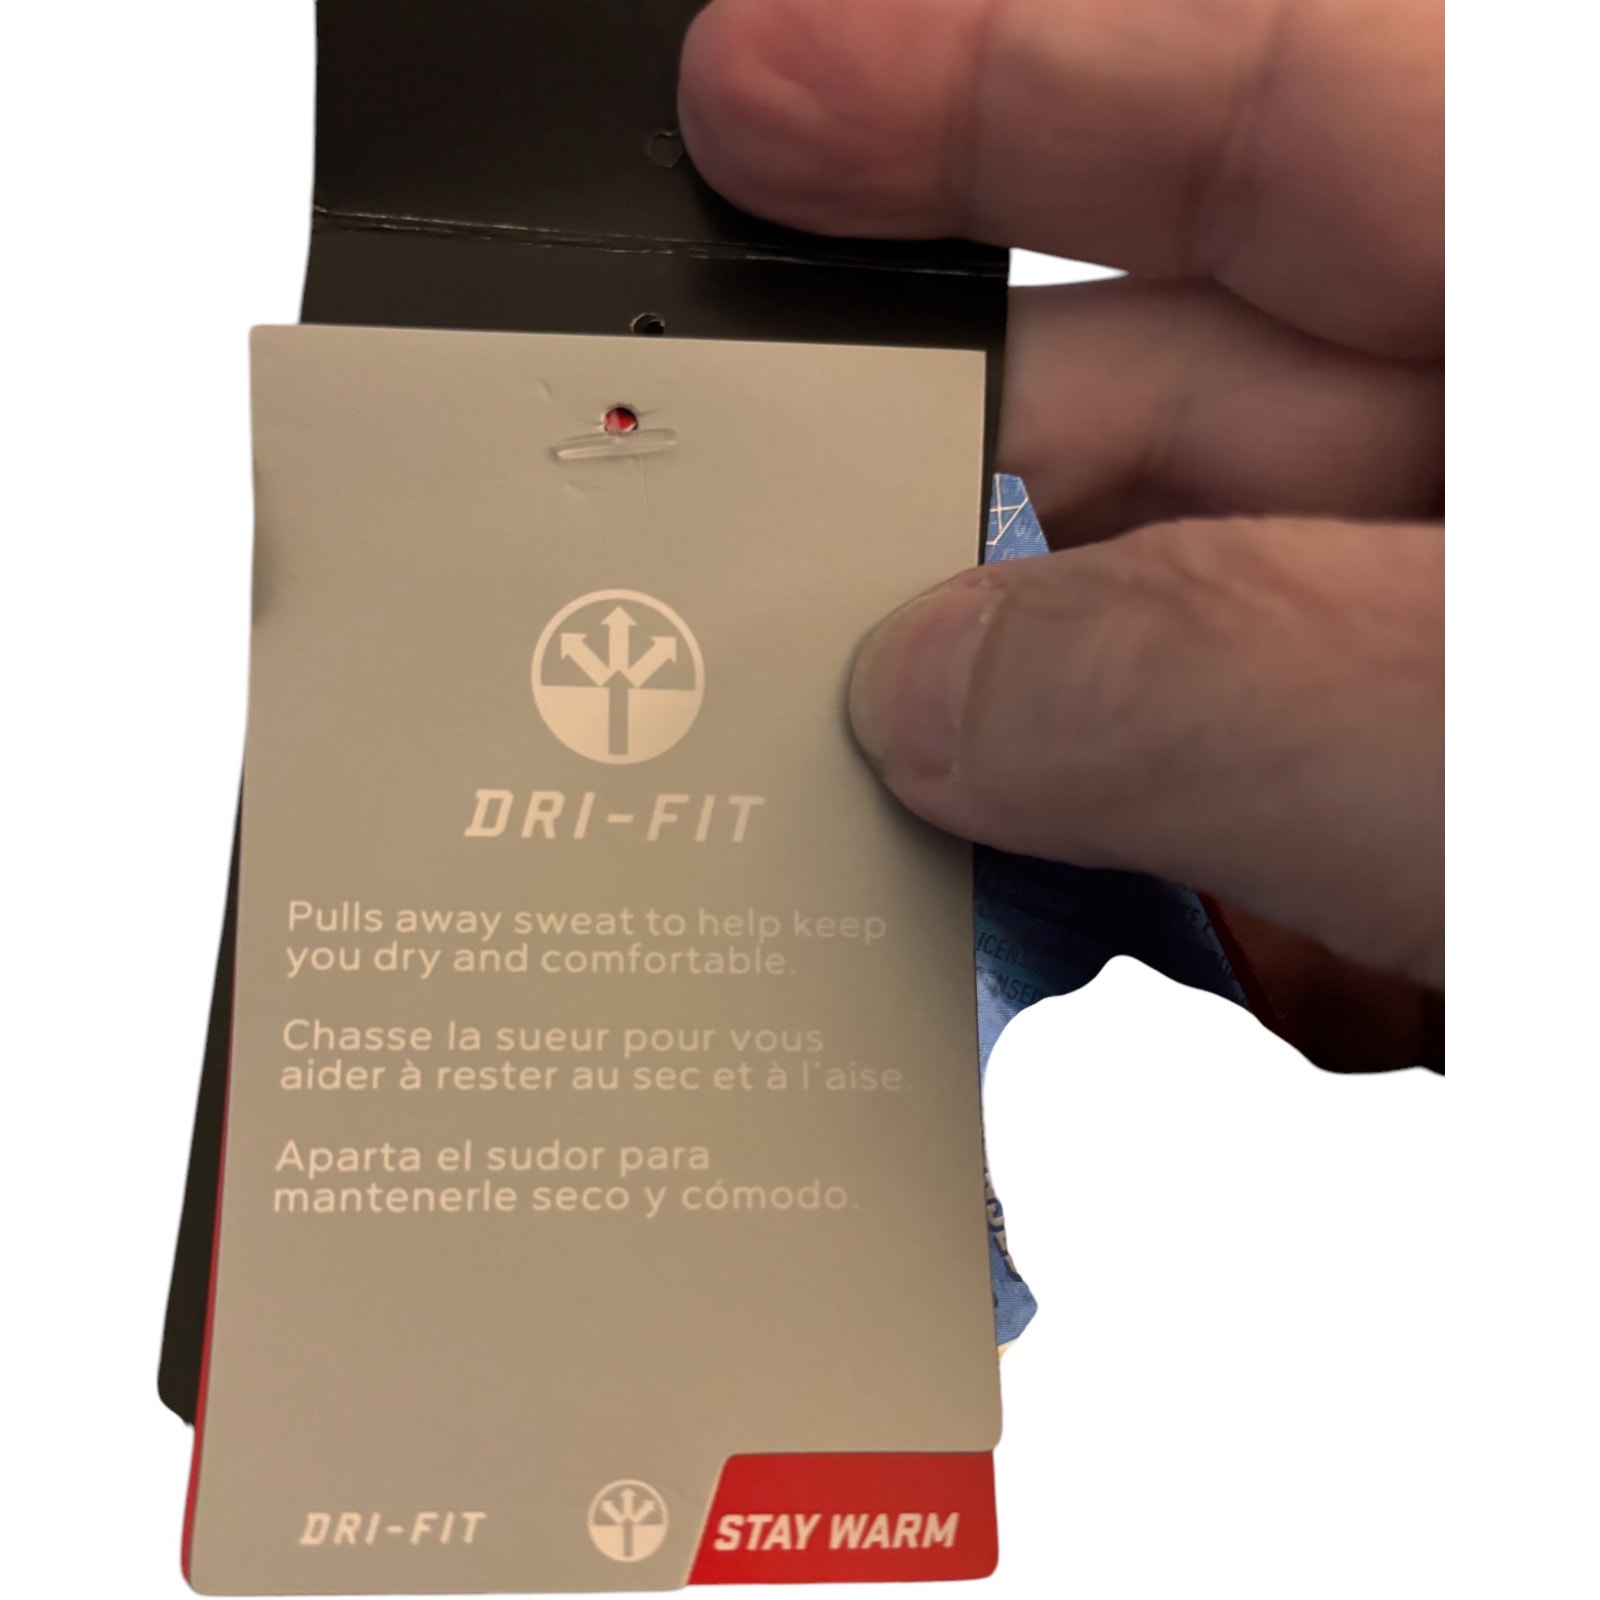 DRI-FIT
Pulls away sweat to help keep
you dry and comfortable.
Chasse la sueur pour vous
aider à rester au sec et à l'aise.
Aparta el sudor para
mantenerle seco y cómodo.
DRI-FIT
STAY WARM